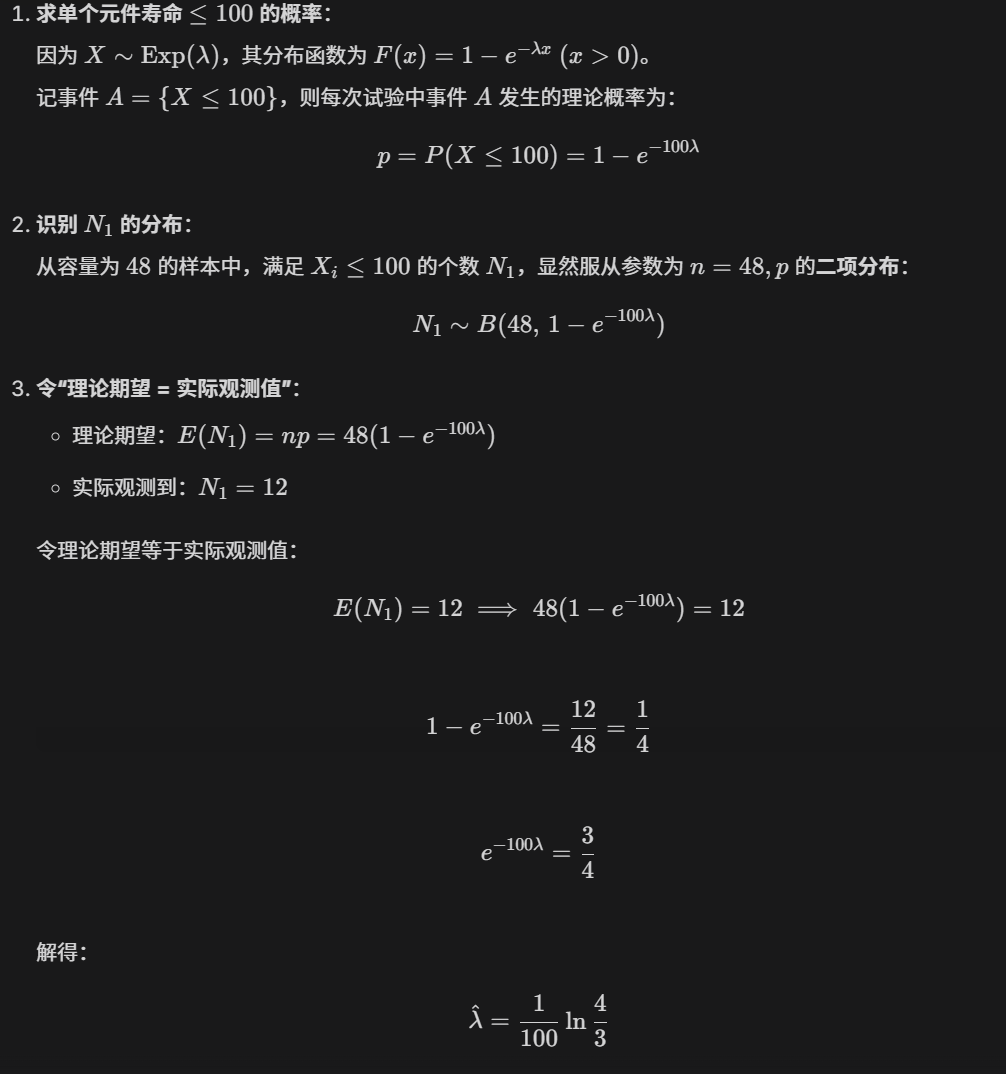 1. 求单个元件寿命 ≤ 100 的概率：
因为 X ∼ Exp(λ)，其分布函数为 F(x) = 1 − e^{−λx} (x > 0)。
记事件 A = {X ≤ 100}，则每次试验中事件 A 发生的理论概率为：
p = P(X ≤ 100) = 1 − e^{−100λ}
2. 识别 N₁ 的分布：
从容量为 48 的样本中，满足 Xᵢ ≤ 100 的个数 N₁，显然服从参数为 n = 48, p 的二项分布：
N₁ ∼ B(48, 1 − e^{−100λ})
3. 令“理论期望 = 实际观测值”：
○ 理论期望：E(N₁) = np = 48(1 − e^{−100λ})
○ 实际观测到：N₁ = 12
令理论期望等于实际观测值：
E(N₁) = 12 ⟹ 48(1 − e^{−100λ}) = 12
1 − e^{−100λ} = 12/48 = 1/4
e^{−100λ} = 3/4
解得：
λ̂ = 1/100 ln 4/3